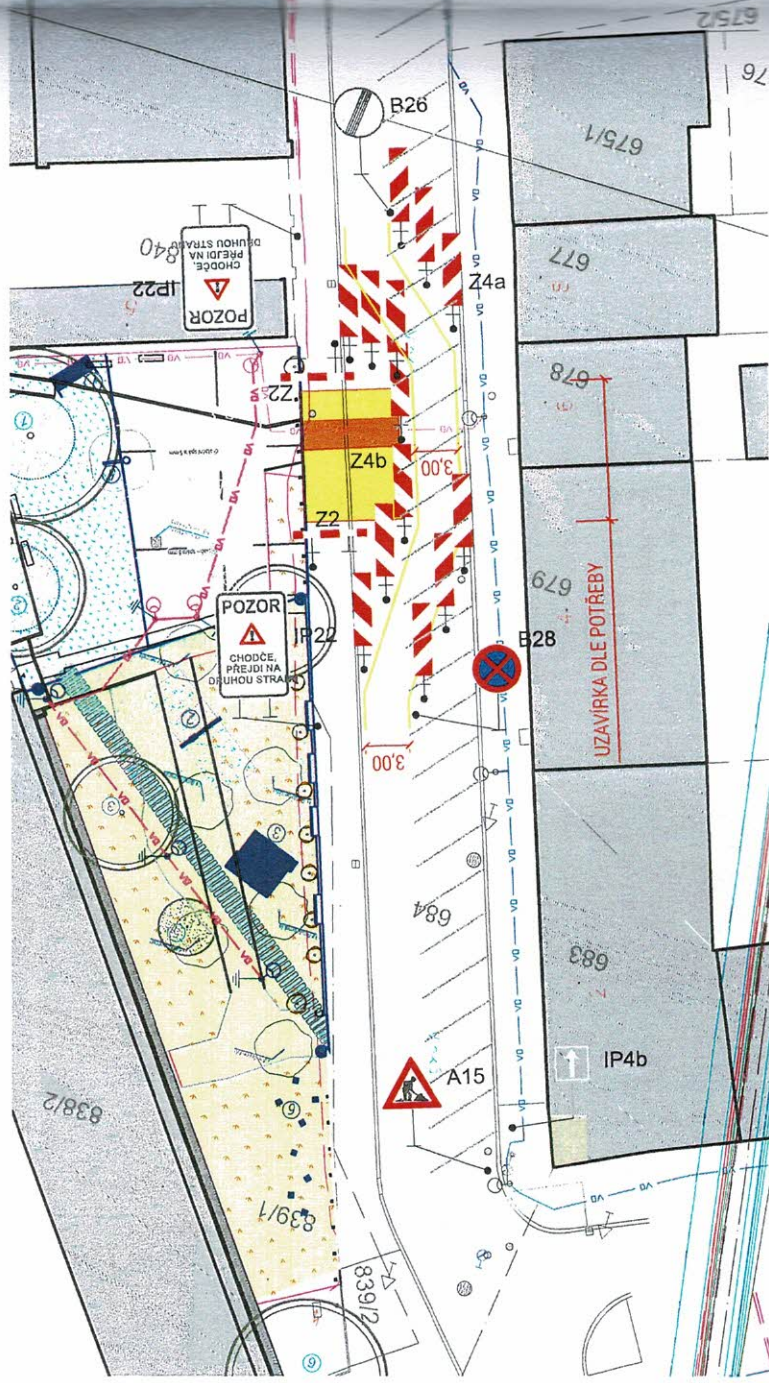 675/2
76
B26
675/1
840
POZOR
CHODČE,
PŘEJDI NA
DRUHOU STRANU
IP22
677
Z4a
678
Z2
VO
Z4b
3,00
Z2
679
UZAVÍRKA DLE POTŘEBY
POZOR
CHODČE,
PŘEJDI NA
DRUHOU STRANU
IP22
B28
3,00
684
683
A15
IP4b
838/2
839/1
839/2